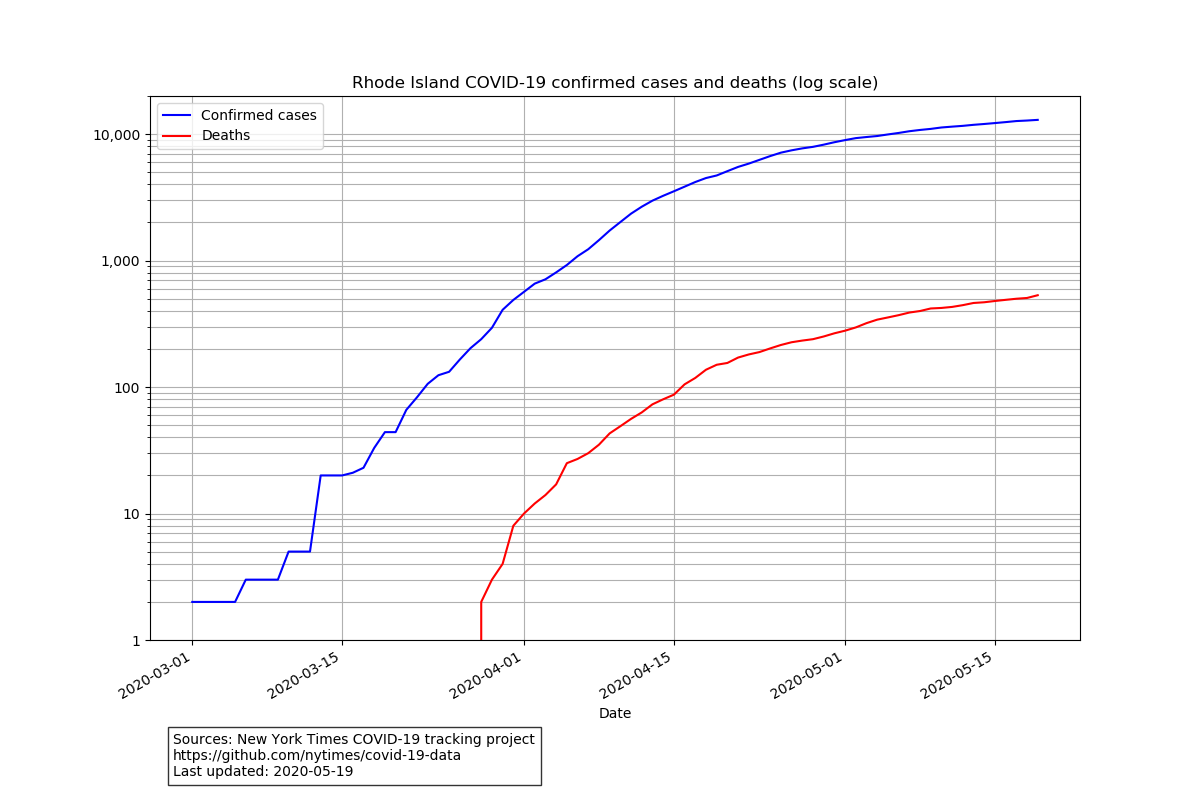 Rhode Island COVID-19 confirmed cases and deaths (log scale)
Confirmed cases
Deaths
10,000
1,000
100
10
1
2020-03-01
2020-03-15
2020-04-01
2020-04-15
2020-05-01
2020-05-15
Date
Sources: New York Times COVID-19 tracking project
https://github.com/nytimes/covid-19-data
Last updated: 2020-05-19